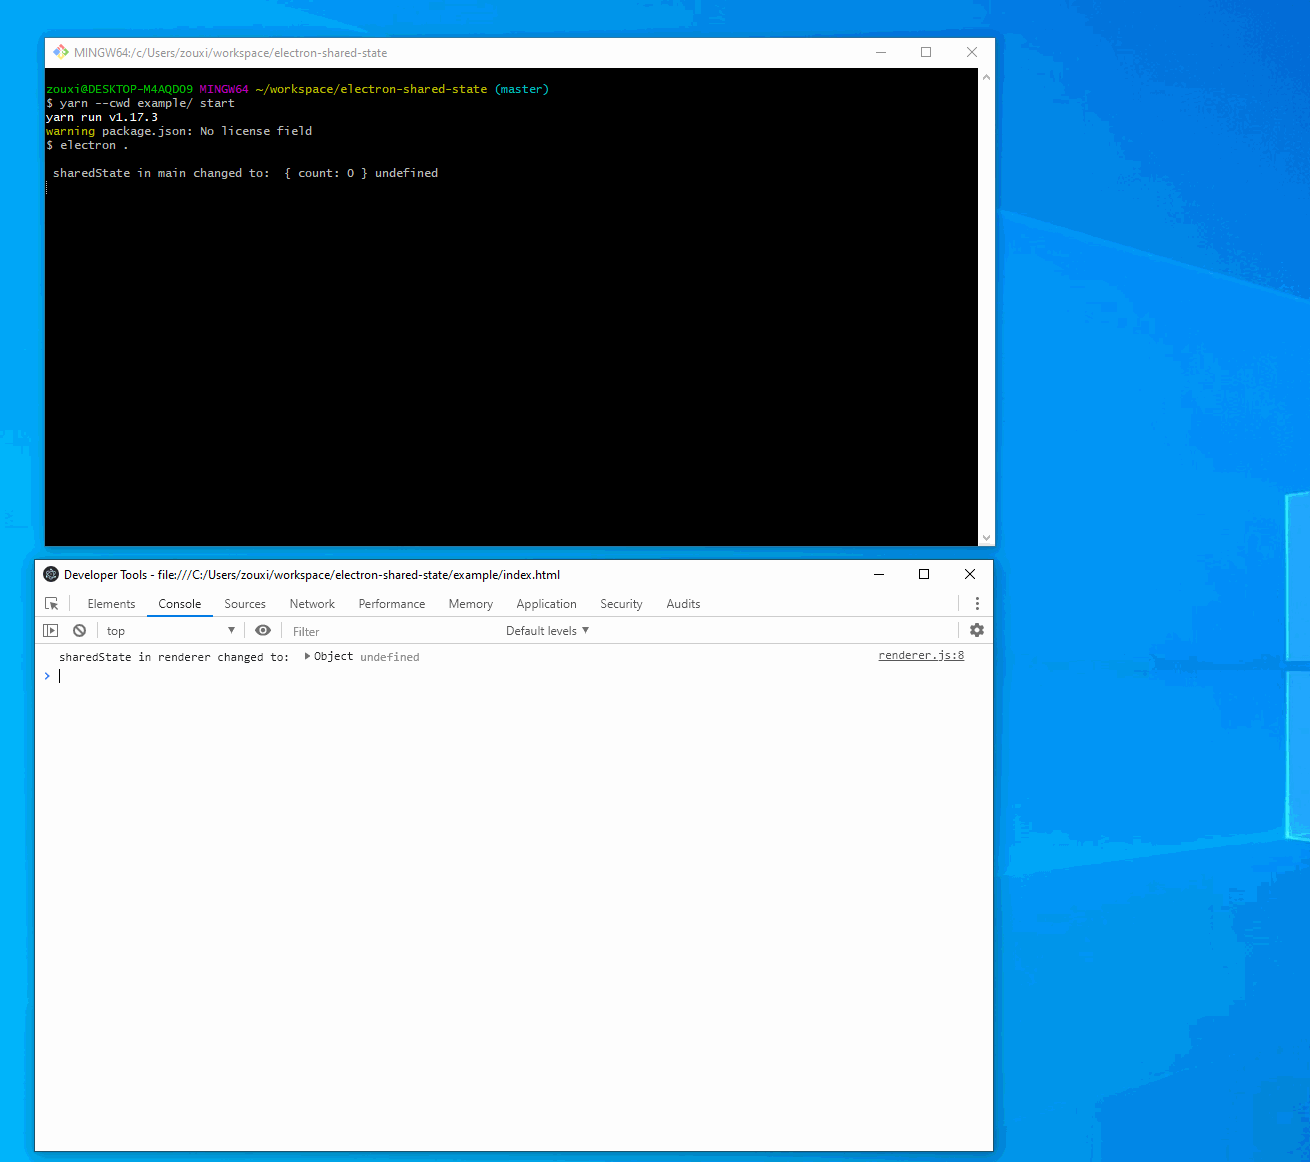 MINGW64:/c/Users/zouxi/workspace/electron-shared-state
zouxi@DESKTOP-M4AQDO9 MINGW64 ~/workspace/electron-shared-state (master)
$ yarn --cwd example/ start
yarn run v1.17.3
warning package.json: No license field
$ electron .
sharedState in main changed to:  { count: 0 } undefined
Developer Tools - file:///C:/Users/zouxi/workspace/electron-shared-state/example/index.html
Elements Console Sources Network Performance Memory Application Security Audits
top Filter Default levels
sharedState in renderer changed to: Object undefined renderer.js:8